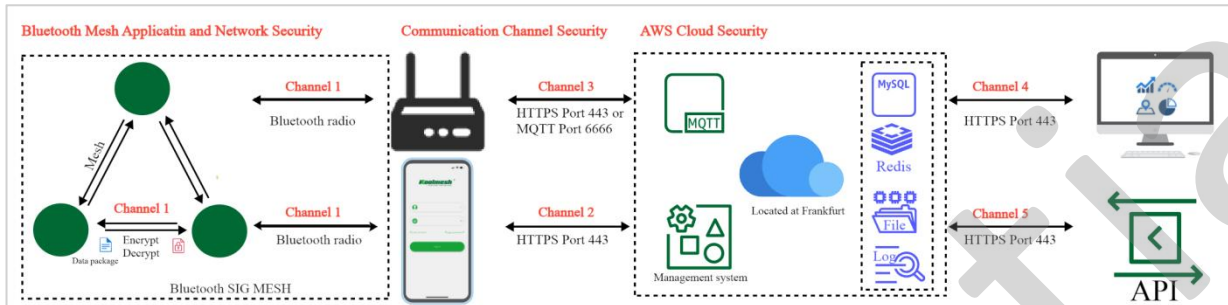 Bluetooth Mesh Applicatin and Network Security
Communication Channel Security
AWS Cloud Security
Mesh
Channel 1
Encrypt
Decrypt
Data package
Bluetooth SIG MESH
Channel 1
Bluetooth radio
Channel 1
Bluetooth radio
Koolmesh
Channel 3
HTTPS Port 443 or
MQTT Port 6666
Channel 2
HTTPS Port 443
MQTT
Management system
Located at Frankfurt
MySQL
Redis
File
Log
Channel 4
HTTPS Port 443
Channel 5
HTTPS Port 443
API